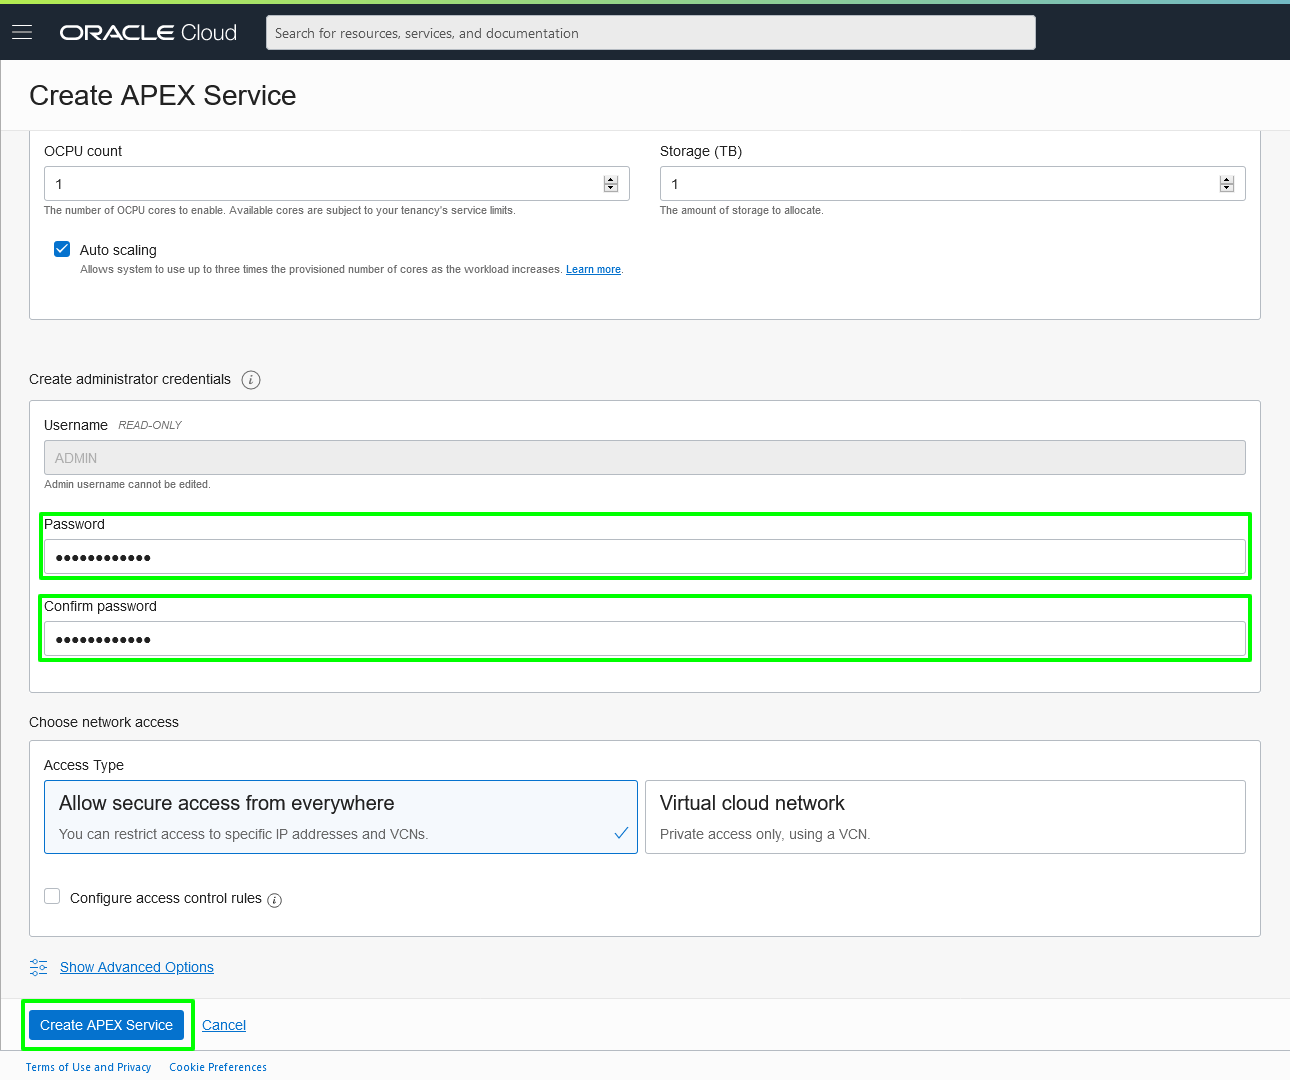 ORACLE Cloud
Search for resources, services, and documentation
Create APEX Service
OCPU count
1
The number of OCPU cores to enable. Available cores are subject to your tenancy's service limits.
Storage (TB)
1
The amount of storage to allocate.
Auto scaling
Allows system to use up to three times the provisioned number of cores as the workload increases. Learn more.
Create administrator credentials i
Username READ-ONLY
ADMIN
Admin username cannot be edited.
Password
••••••••••••
Confirm password
••••••••••••
Choose network access
Access Type
Allow secure access from everywhere
You can restrict access to specific IP addresses and VCNs.
Virtual cloud network
Private access only, using a VCN.
Configure access control rules i
Show Advanced Options
Create APEX Service Cancel
Terms of Use and Privacy Cookie Preferences